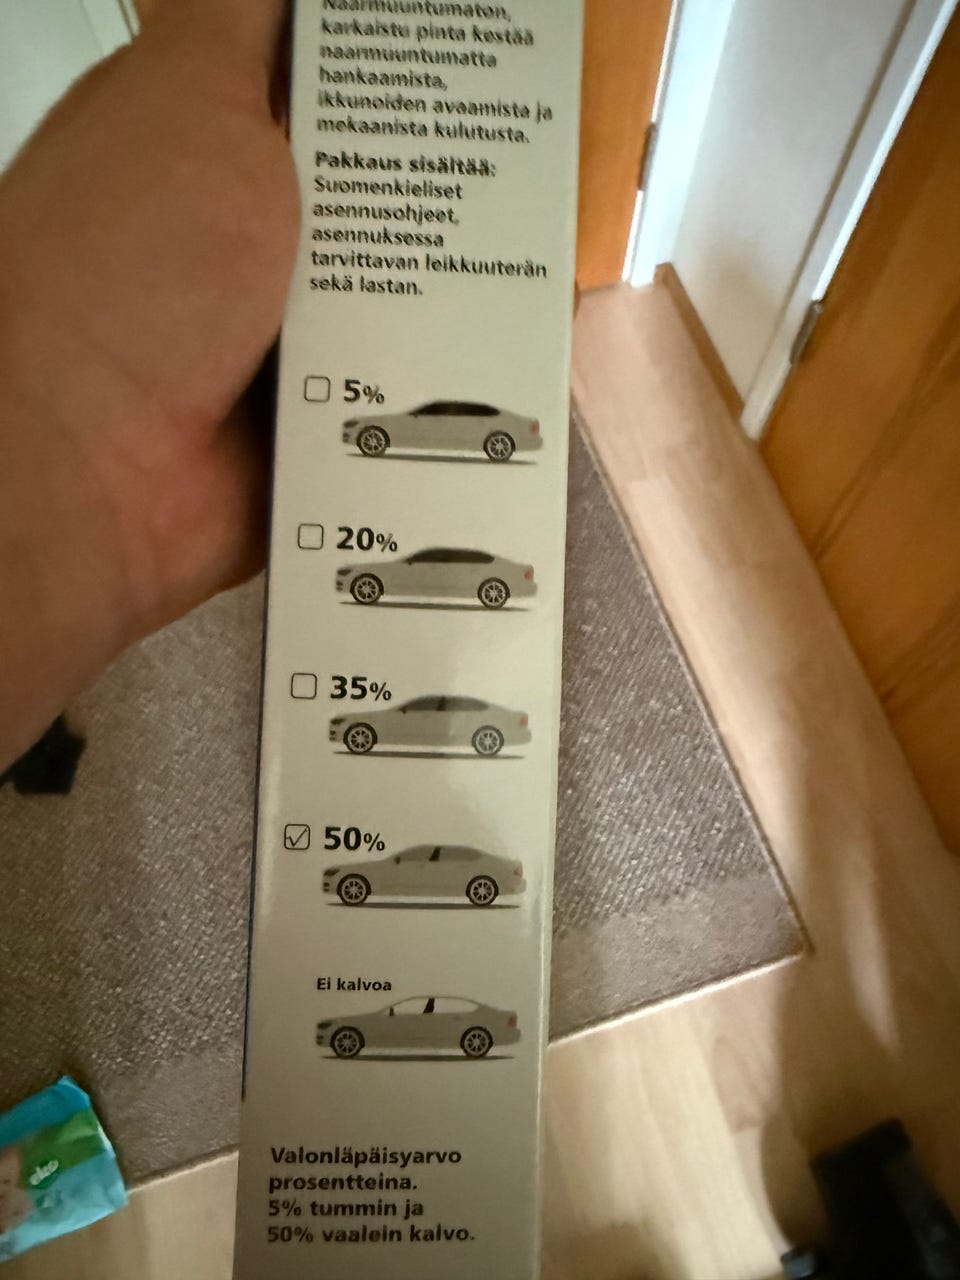 Naarmuuntumaton,
karkaistu pinta kestää
naarmuuntumatta
hankaamista,
ikkunoiden avaamista ja
mekaanista kulutusta.
Pakkaus sisältää:
Suomenkieliset
asennusohjeet,
asennuksessa
tarvittavan leikkuuterän
sekä lastan.
5%
20%
35%
50%
Ei kalvoa
Valonläpäisyarvo
prosentteina.
5% tummin ja
50% vaalein kalvo.